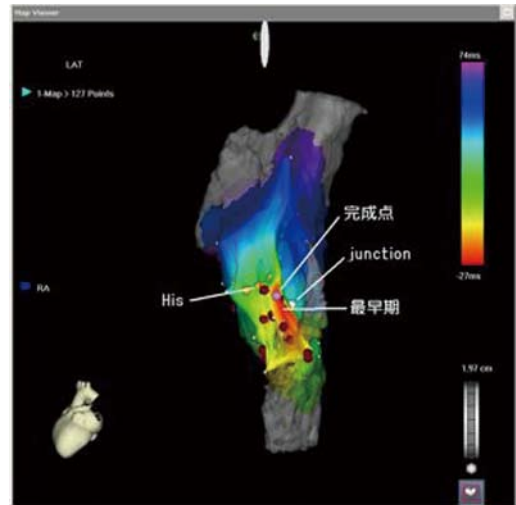 Map Viewer
LAT
1-Map > 127 Points
74ms
完成点
junction
His
最早期
RA
-27ms
1.97 cm